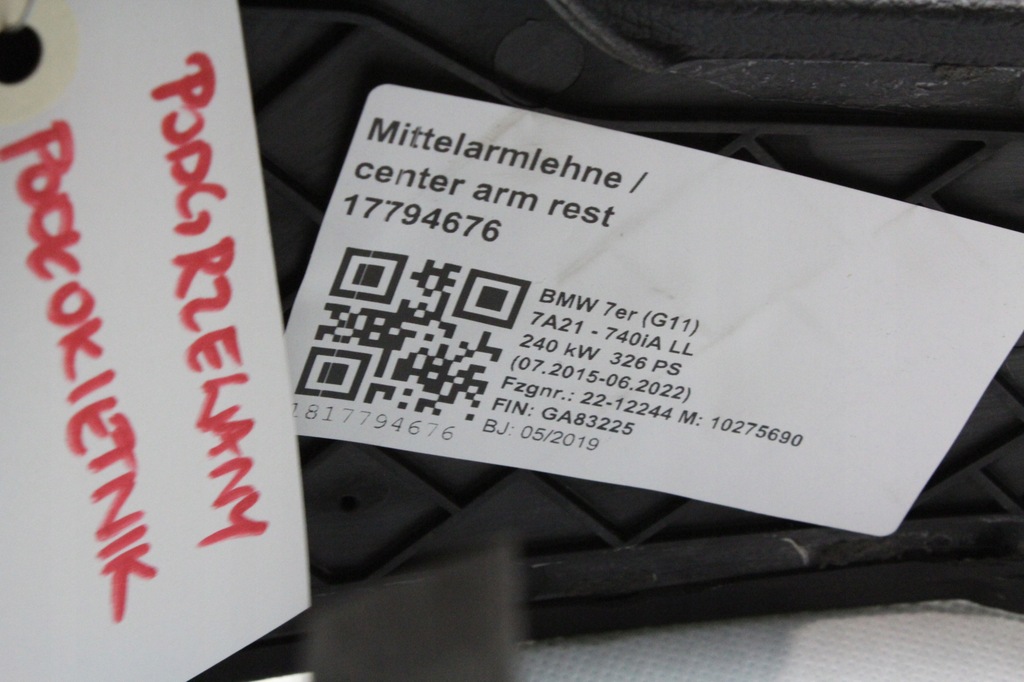 PODGRZEWANY
PODŁOKIETNIK
Mittelarmlehne /
center arm rest
17794676
BMW 7er (G11)
7A21 - 740iA LL
240 kW 326 PS
(07.2015-06.2022)
Fzgnr.: 22-12244 M: 10275690
FIN: GA83225
BJ: 05/2019
1817794676